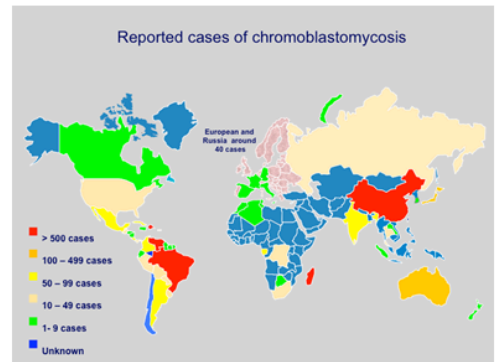 Reported cases of chromoblastomycosis
European and
Russia around
40 cases
> 500 cases
100 – 499 cases
50 – 99 cases
10 – 49 cases
1- 9 cases
Unknown